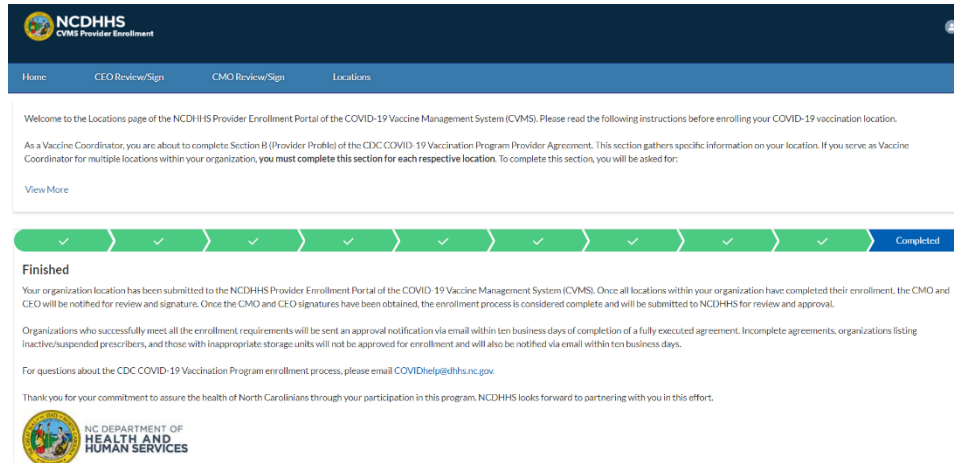 NCDHHS
CVMS Provider Enrollment
Home CEO Review/Sign CMO Review/Sign Locations
Welcome to the Locations page of the NCDHHS Provider Enrollment Portal of the COVID-19 Vaccine Management System (CVMS). Please read the following instructions before enrolling your COVID-19 vaccination location.
As a Vaccine Coordinator, you are about to complete Section B (Provider Profile) of the CDC COVID-19 Vaccination Program Provider Agreement. This section gathers specific information on your location. If you serve as Vaccine
Coordinator for multiple locations within your organization, you must complete this section for each respective location. To complete this section, you will be asked for:
View More
Completed
Finished
Your organization location has been submitted to the NCDHHS Provider Enrollment Portal of the COVID-19 Vaccine Management System (CVMS). Once all locations within your organization have completed their enrollment, the CMO and
CEO will be notified for review and signature. Once the CMO and CEO signatures have been obtained, the enrollment process is considered complete and will be submitted to NCDHHS for review and approval.
Organizations who successfully meet all the enrollment requirements will be sent an approval notification via email within ten business days of completion of a fully executed agreement. Incomplete agreements, organizations listing
inactive/suspended prescribers, and those with inappropriate storage units will not be approved for enrollment and will also be notified via email within ten business days.
For questions about the CDC COVID-19 Vaccination Program enrollment process, please email COVIDhelp@dhhs.nc.gov.
Thank you for your commitment to assure the health of North Carolinians through your participation in this program. NCDHHS looks forward to partnering with you in this effort.
NC DEPARTMENT OF
HEALTH AND
HUMAN SERVICES